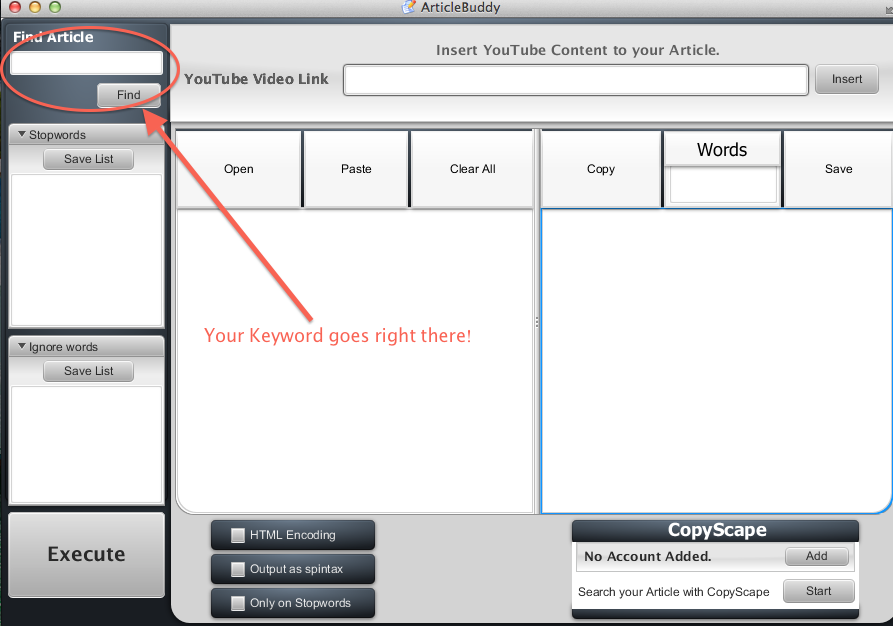 ArticleBuddy
Find Article
Find
Insert YouTube Content to your Article.
YouTube Video Link
Insert
Stopwords
Save List
Open
Paste
Clear All
Copy
Words
Save
Your Keyword goes right there!
Ignore words
Save List
Execute
HTML Encoding
Output as spintax
Only on Stopwords
CopyScape
No Account Added.
Add
Search your Article with CopyScape
Start